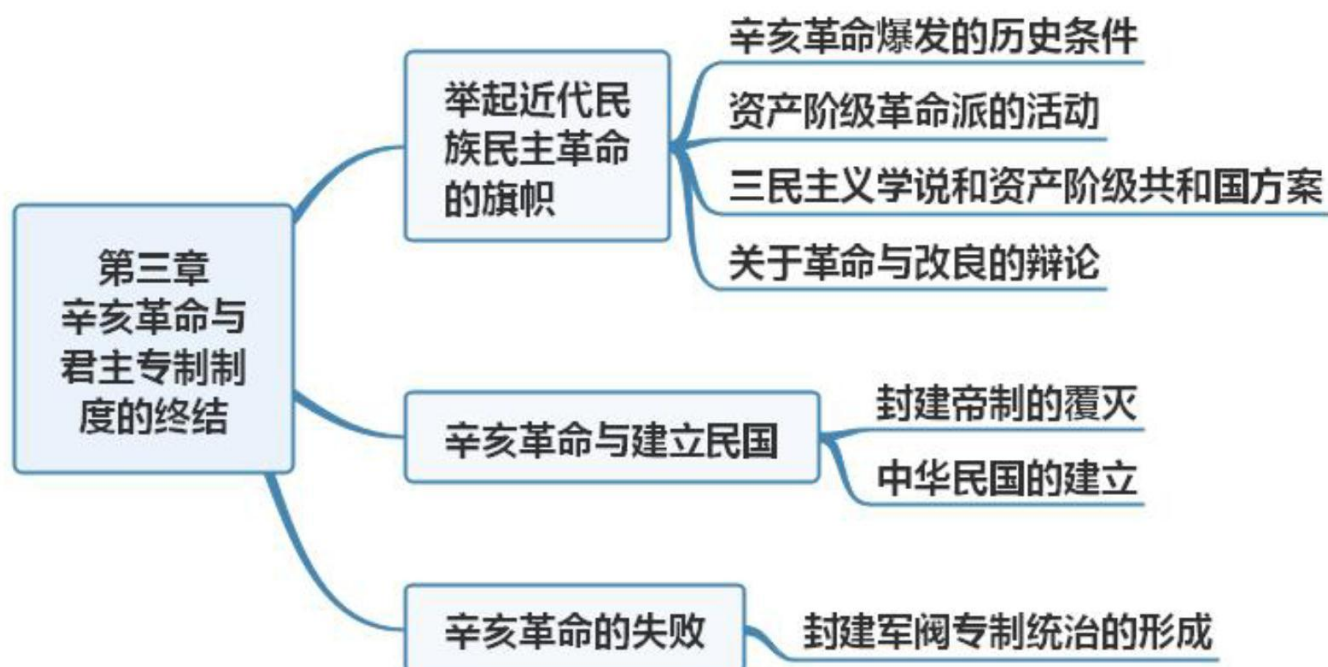 第三章
辛亥革命与
君主专制制
度的终结
举起近代民
族民主革命
的旗帜
辛亥革命爆发的历史条件
资产阶级革命派的活动
三民主义学说和资产阶级共和国方案
关于革命与改良的辩论
辛亥革命与建立民国
封建帝制的覆灭
中华民国的建立
辛亥革命的失败
封建军阀专制统治的形成